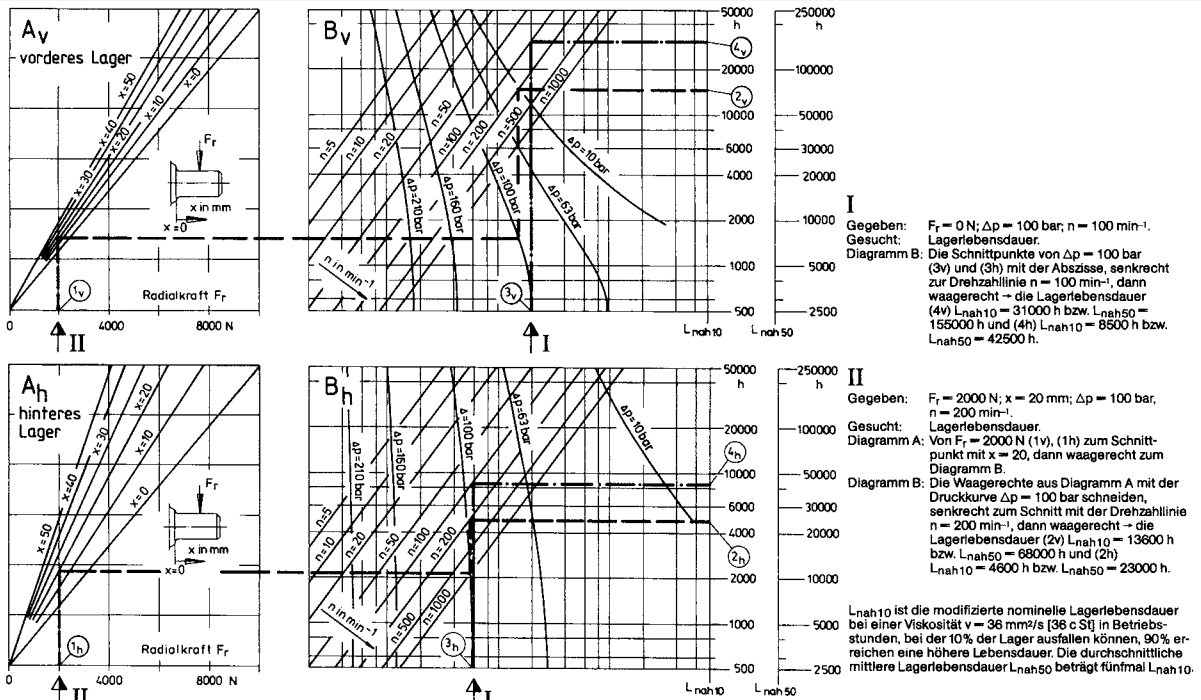 Av
vorderes Lager
x=50
x=40
x=30
x=20
x=10
x=0
Fr
x in mm
x=0
1v
Radialkraft Fr
0
4000
8000 N
II
Bv
n=5
n=10
n=20
n=50
n=100
n=200
n=500
n=1000
Δp=210 bar
Δp=160 bar
Δp=100 bar
Δp=63 bar
Δp=10 bar
n in min-1
3v
4v
2v
I
50000
h
20000
10000
6000
4000
2000
1000
500
Lnah10
250000
h
100000
50000
30000
20000
10000
5000
2500
Lnah50
Ah
hinteres
Lager
x=50
x=40
x=30
x=20
x=10
x=0
Fr
x in mm
x=0
1h
Radialkraft Fr
0
4000
8000 N
II
Bh
n=5
n=10
n=20
n=50
n=100
n=200
n=500
n=1000
Δp=210 bar
Δp=160 bar
Δp=100 bar
Δp=63 bar
Δp=10 bar
n in min-1
3h
4h
2h
I
50000
h
20000
10000
6000
4000
2000
1000
500
Lnah10
250000
h
100000
50000
30000
20000
10000
5000
2500
Lnah50
I
Gegeben: Fr = 0 N; Δp = 100 bar; n = 100 min–1.
Gesucht: Lagerlebensdauer.
Diagramm B: Die Schnittpunkte von Δp = 100 bar
(3v) und (3h) mit der Abszisse, senkrecht
zur Drehzahllinie n = 100 min–1, dann
waagerecht → die Lagerlebensdauer
(4v) Lnah10 = 31000 h bzw. Lnah50 =
155000 h und (4h) Lnah10 = 8500 h bzw.
Lnah50 = 42500 h.
II
Gegeben: Fr = 2000 N; x = 20 mm; Δp = 100 bar,
n = 200 min–1.
Gesucht: Lagerlebensdauer.
Diagramm A: Von Fr = 2000 N (1v), (1h) zum Schnitt-
punkt mit x = 20, dann waagerecht zum
Diagramm B.
Diagramm B: Die Waagerechte aus Diagramm A mit der
Druckkurve Δp = 100 bar schneiden,
senkrecht zum Schnitt mit der Drehzahllinie
n = 200 min–1, dann waagerecht → die
Lagerlebensdauer (2v) Lnah10 = 13600 h
bzw. Lnah50 = 68000 h und (2h)
Lnah10 = 4600 h bzw. Lnah50 = 23000 h.
Lnah10 ist die modifizierte nominelle Lagerlebensdauer
bei einer Viskosität ν = 36 mm²/s [36 c St] in Betriebs-
stunden, bei der 10% der Lager ausfallen können, 90% er-
reichen eine höhere Lebensdauer. Die durchschnittliche
mittlere Lagerlebensdauer Lnah50 beträgt fünfmal Lnah10.